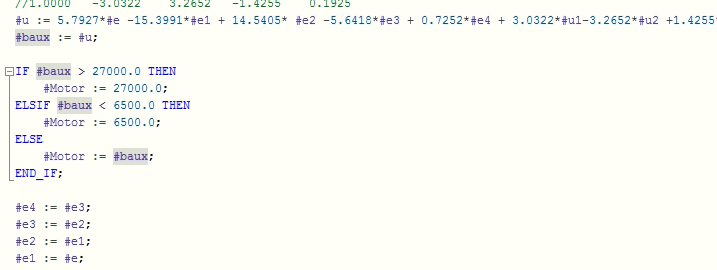 //1.0000 -3.0322 3.2652 -1.4255 0.1925
#u := 5.7927*#e -15.3991*#e1 + 14.5405* #e2 -5.6418*#e3 + 0.7252*#e4 + 3.0322*#u1-3.2652*#u2 +1.4255*
#baux := #u;
IF #baux > 27000.0 THEN
#Motor := 27000.0;
ELSIF #baux < 6500.0 THEN
#Motor := 6500.0;
ELSE
#Motor := #baux;
END_IF;
#e4 := #e3;
#e3 := #e2;
#e2 := #e1;
#e1 := #e;